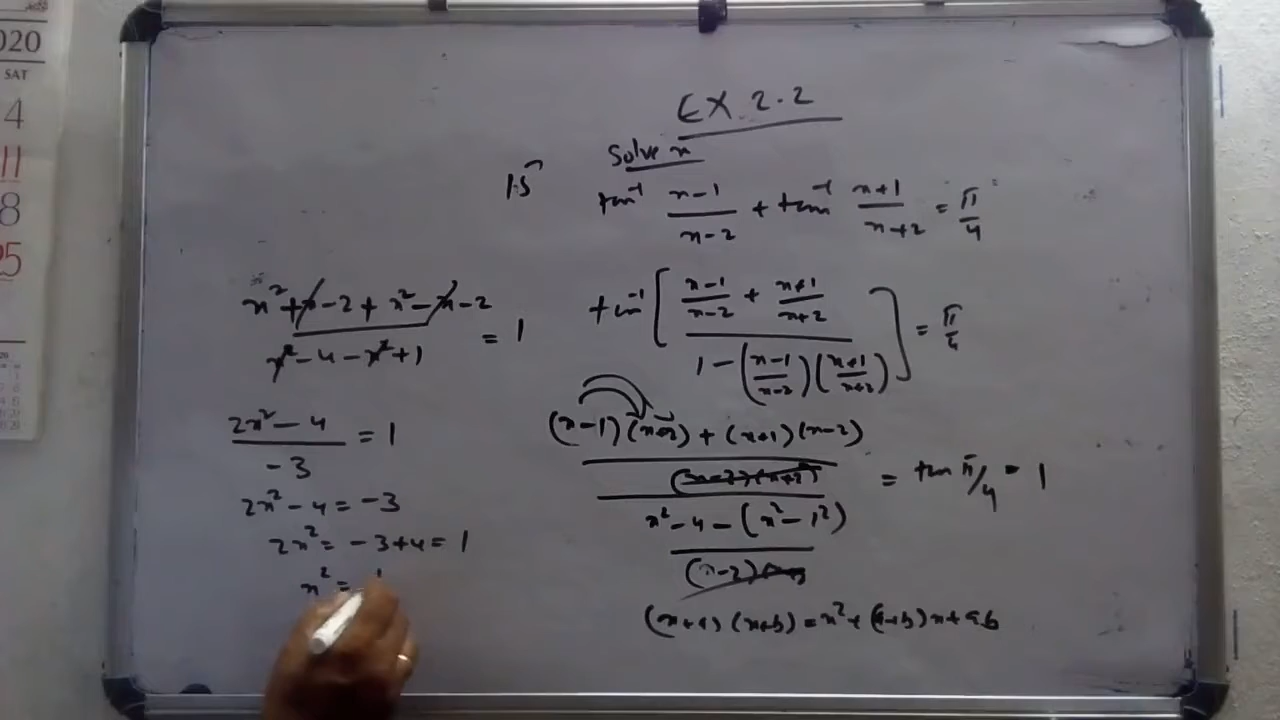 020
SAT
4
11
8
25
EX 2.2
Solve x
15
tan⁻¹ (x-1)/(x-2) + tan⁻¹ (x+1)/(x+2) = π/4
tan⁻¹ [ ((x-1)/(x-2) + (x+1)/(x+2)) / (1 - ((x-1)/(x-2)) ((x+1)/(x+2))) ] = π/4
(x-1)(x+2) + (x+1)(x-2)
(x-2)(x+2)
= tan π/4 = 1
x² - 4 - (x² - 1²)
(x-2)
(x+a)(x+b) = x² + (a+b)x + ab
(x² + x - 2 + x² - x - 2) / (x² - 4 - x² + 1) = 1
(2x² - 4) / -3 = 1
2x² - 4 = -3
2x² = -3+4 = 1
x² =